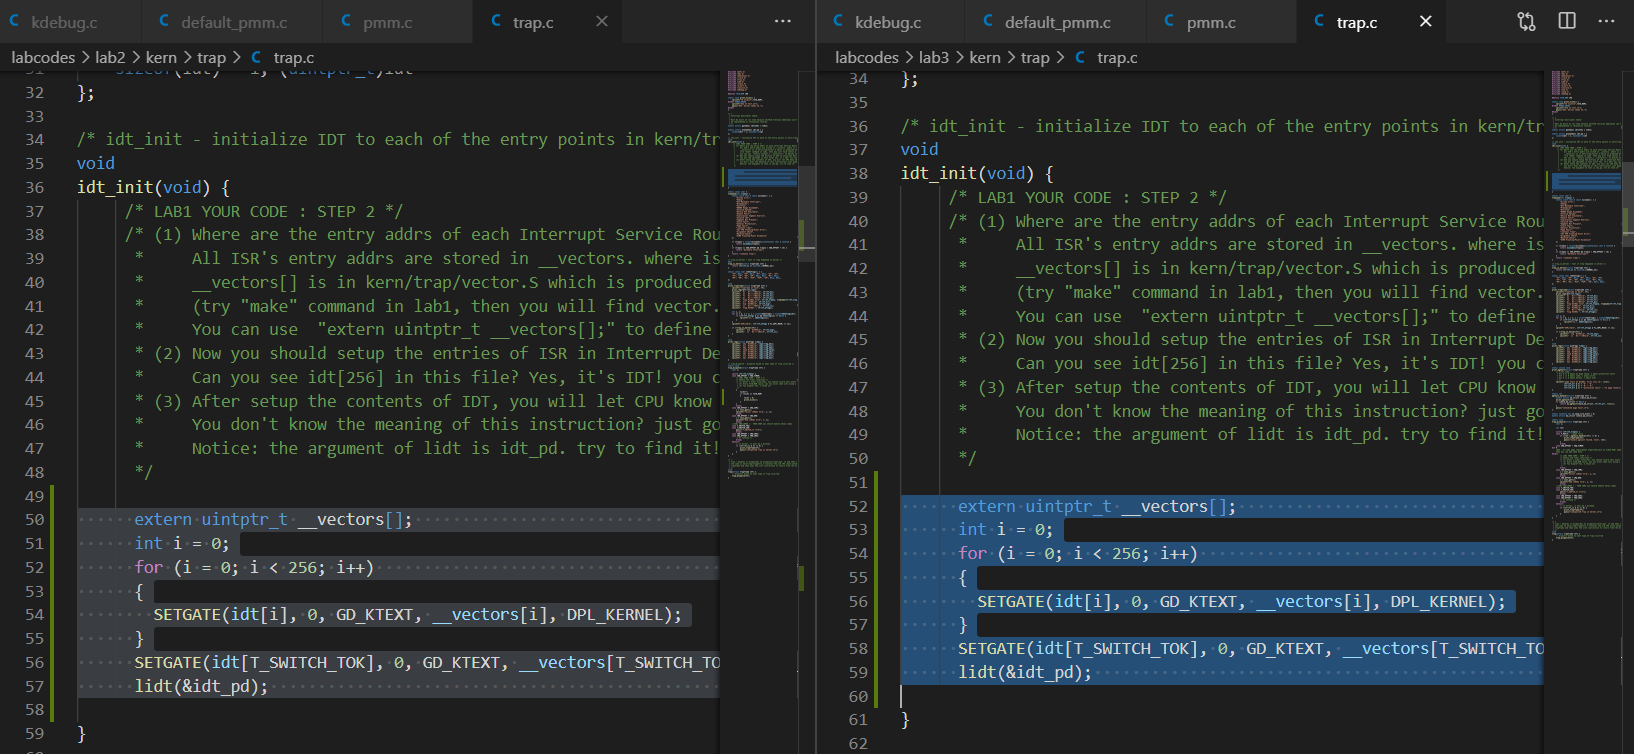 kdebug.c default_pmm.c pmm.c trap.c
labcodes > lab2 > kern > trap > C trap.c
32 };
33
34 /* idt_init - initialize IDT to each of the entry points in kern/tr
35 void
36 idt_init(void) {
37 /* LAB1 YOUR CODE : STEP 2 */
38 /* (1) Where are the entry addrs of each Interrupt Service Rou
39 * All ISR's entry addrs are stored in __vectors. where is
40 * __vectors[] is in kern/trap/vector.S which is produced
41 * (try "make" command in lab1, then you will find vector.
42 * You can use "extern uintptr_t __vectors[];" to define
43 * (2) Now you should setup the entries of ISR in Interrupt De
44 * Can you see idt[256] in this file? Yes, it's IDT! you c
45 * (3) After setup the contents of IDT, you will let CPU know
46 * You don't know the meaning of this instruction? just go
47 * Notice: the argument of lidt is idt_pd. try to find it!
48 */
49
50 extern uintptr_t __vectors[];
51 int i = 0;
52 for (i = 0; i < 256; i++)
53 {
54 SETGATE(idt[i], 0, GD_KTEXT, __vectors[i], DPL_KERNEL);
55 }
56 SETGATE(idt[T_SWITCH_TOK], 0, GD_KTEXT, __vectors[T_SWITCH_TO
57 lidt(&idt_pd);
58
59 }
kdebug.c default_pmm.c pmm.c trap.c
labcodes > lab3 > kern > trap > C trap.c
34 };
35
36 /* idt_init - initialize IDT to each of the entry points in kern/tr
37 void
38 idt_init(void) {
39 /* LAB1 YOUR CODE : STEP 2 */
40 /* (1) Where are the entry addrs of each Interrupt Service Rou
41 * All ISR's entry addrs are stored in __vectors. where is
42 * __vectors[] is in kern/trap/vector.S which is produced
43 * (try "make" command in lab1, then you will find vector.
44 * You can use "extern uintptr_t __vectors[];" to define
45 * (2) Now you should setup the entries of ISR in Interrupt De
46 * Can you see idt[256] in this file? Yes, it's IDT! you c
47 * (3) After setup the contents of IDT, you will let CPU know
48 * You don't know the meaning of this instruction? just go
49 * Notice: the argument of lidt is idt_pd. try to find it!
50 */
51
52 extern uintptr_t __vectors[];
53 int i = 0;
54 for (i = 0; i < 256; i++)
55 {
56 SETGATE(idt[i], 0, GD_KTEXT, __vectors[i], DPL_KERNEL);
57 }
58 SETGATE(idt[T_SWITCH_TOK], 0, GD_KTEXT, __vectors[T_SWITCH_TO
59 lidt(&idt_pd);
60
61 }
62